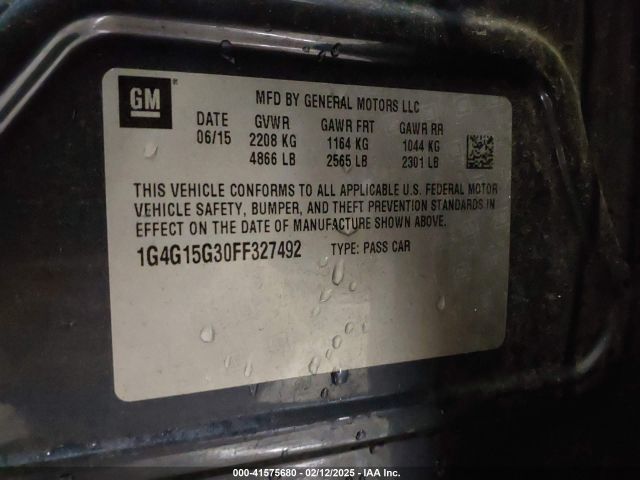 GM
MFD BY GENERAL MOTORS LLC
DATE GVWR GAWR FRT GAWR RR
06/15 2208 KG 1164 KG 1044 KG
4866 LB 2565 LB 2301 LB
THIS VEHICLE CONFORMS TO ALL APPLICABLE U.S. FEDERAL MOTOR
VEHICLE SAFETY, BUMPER, AND THEFT PREVENTION STANDARDS IN
EFFECT ON THE DATE OF MANUFACTURE SHOWN ABOVE.
1G4G15G30FF327492 TYPE: PASS CAR
000-41575680 - 02/12/2025 - IAA Inc.